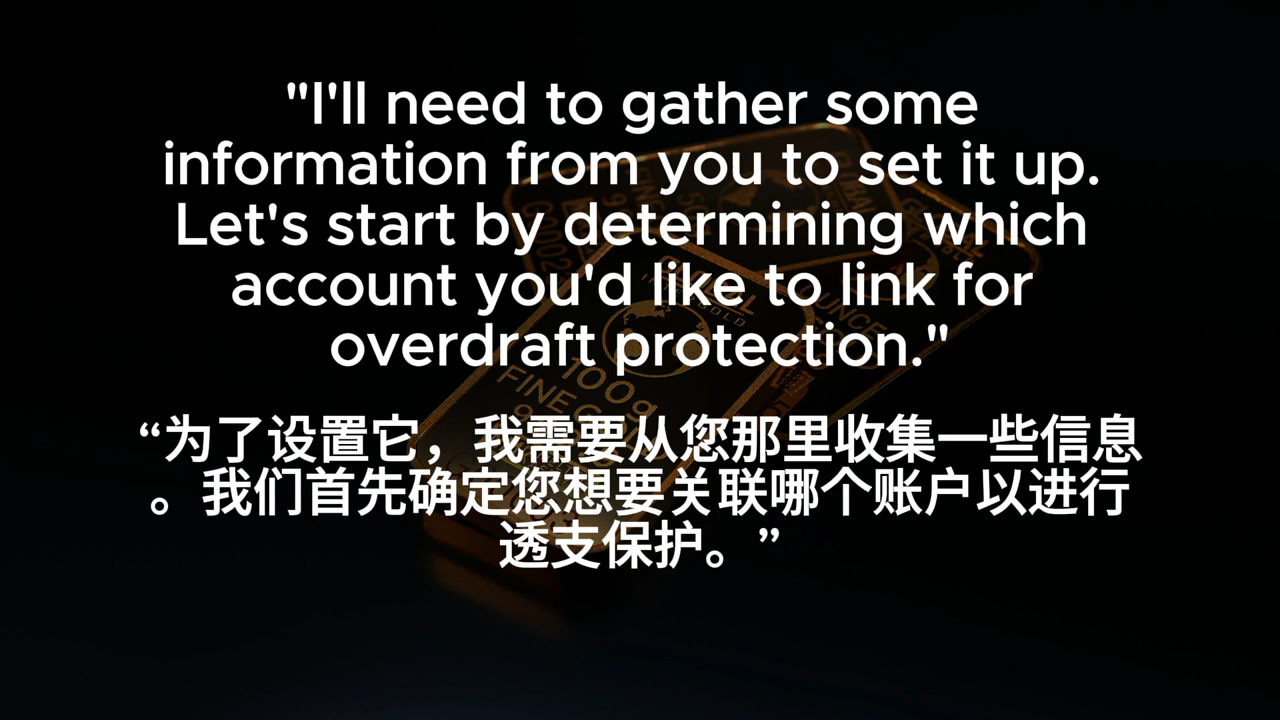 "I'll need to gather some
information from you to set it up.
Let's start by determining which
account you'd like to link for
overdraft protection."
“为了设置它，我需要从您那里收集一些信息
。我们首先确定您想要关联哪个账户以进行
透支保护。”
100g
FINE